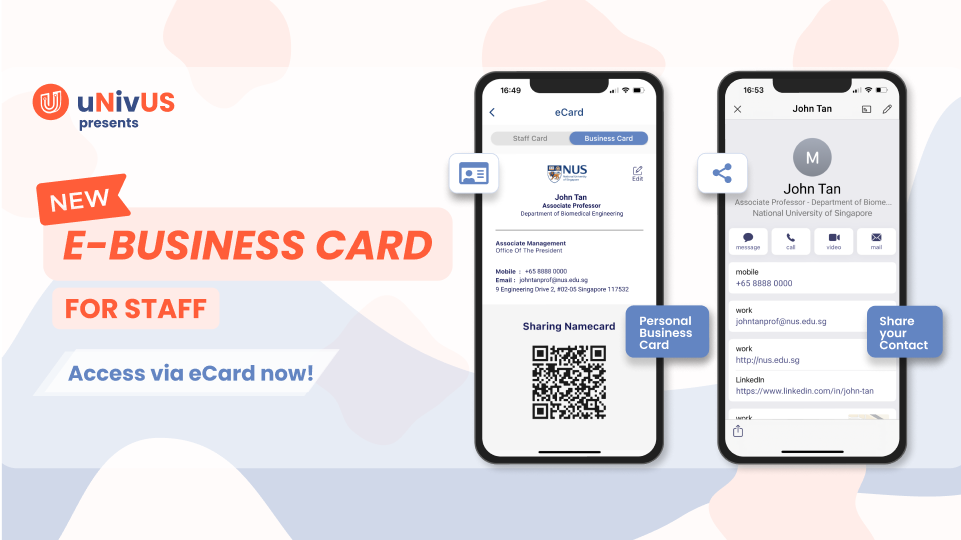 uNivUS
presents
NEW
E-BUSINESS CARD
FOR STAFF
Access via eCard now!
16:49
eCard
Staff Card
Business Card
NUS
National University
of Singapore
Edit
John Tan
Associate Professor
Department of Biomedical Engineering
Associate Management
Office Of The President
Mobile : +65 8888 0000
Email : johntanprof@nus.edu.sg
9 Engineering Drive 2, #02-05 Singapore 117532
Sharing Namecard
Personal
Business
Card
16:53
John Tan
M
John Tan
Associate Professor - Department of Biome...
National University of Singapore
message
call
video
mail
mobile
+65 8888 0000
work
johntanprof@nus.edu.sg
work
http://nus.edu.sg
LinkedIn
https://www.linkedin.com/in/john-tan
work
Share
your
Contact